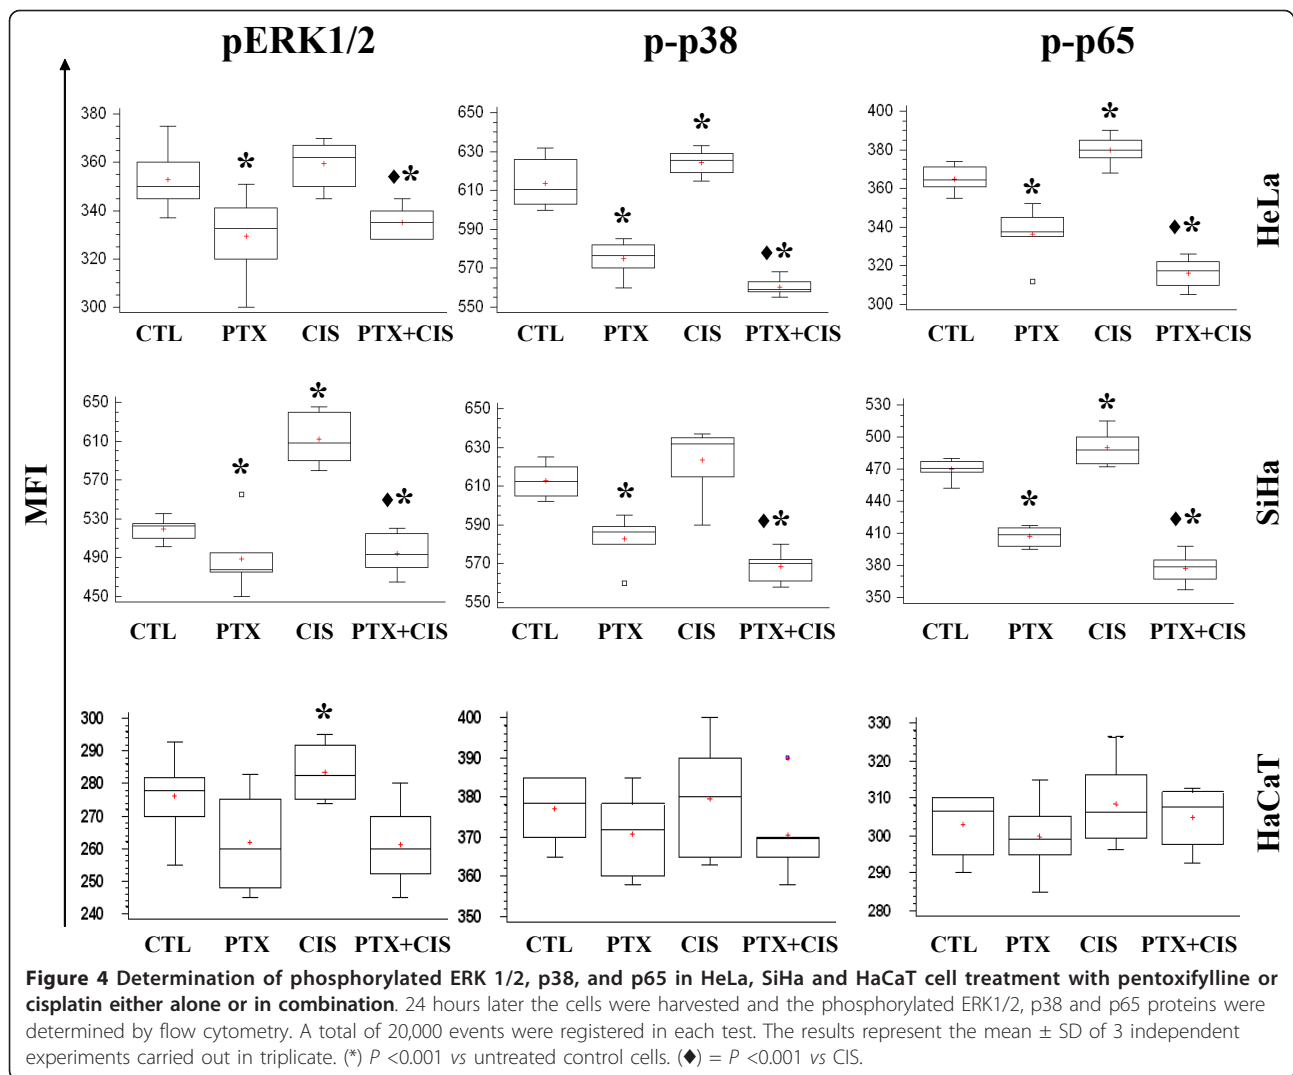 pERK1/2 p-p38 p-p65
380 360 340 320 300
650 630 610 590 570 550
400 380 360 340 320 300
* * ♦*
* * ♦*
* * ♦*
CTL PTX CIS PTX+CIS CTL PTX CIS PTX+CIS CTL PTX CIS PTX+CIS
HeLa
650 610 570 530 490 450
650 630 610 590 570 550
530 500 470 440 410 380 350
* * ♦*
* ♦*
* * ♦*
CTL PTX CIS PTX+CIS CTL PTX CIS PTX+CIS CTL PTX CIS PTX+CIS
SiHa
MFI
300 290 280 270 260 250 240
400 390 380 370 360 350
330 320 310 300 290 280
*
CTL PTX CIS PTX+CIS CTL PTX CIS PTX+CIS CTL PTX CIS PTX+CIS
HaCaT
Figure 4 Determination of phosphorylated ERK 1/2, p38, and p65 in HeLa, SiHa and HaCaT cell treatment with pentoxifylline or
cisplatin either alone or in combination. 24 hours later the cells were harvested and the phosphorylated ERK1/2, p38 and p65 proteins were
determined by flow cytometry. A total of 20,000 events were registered in each test. The results represent the mean ± SD of 3 independent
experiments carried out in triplicate. (*) P <0.001 vs untreated control cells. (♦) = P <0.001 vs CIS.